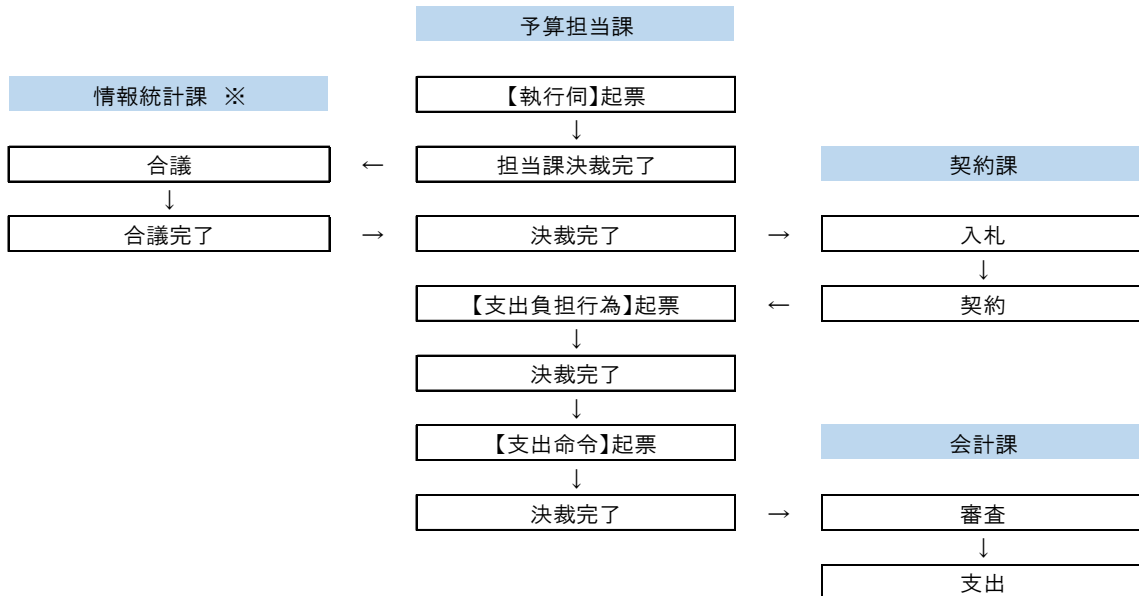 予算担当課
情報統計課 ※
【執行伺】起票
↓
合議 ← 担当課決裁完了 契約課
↓
合議完了 → 決裁完了 → 入札
↓
【支出負担行為】起票 ← 契約
↓
決裁完了
↓
【支出命令】起票 会計課
↓
決裁完了 → 審査
↓
支出